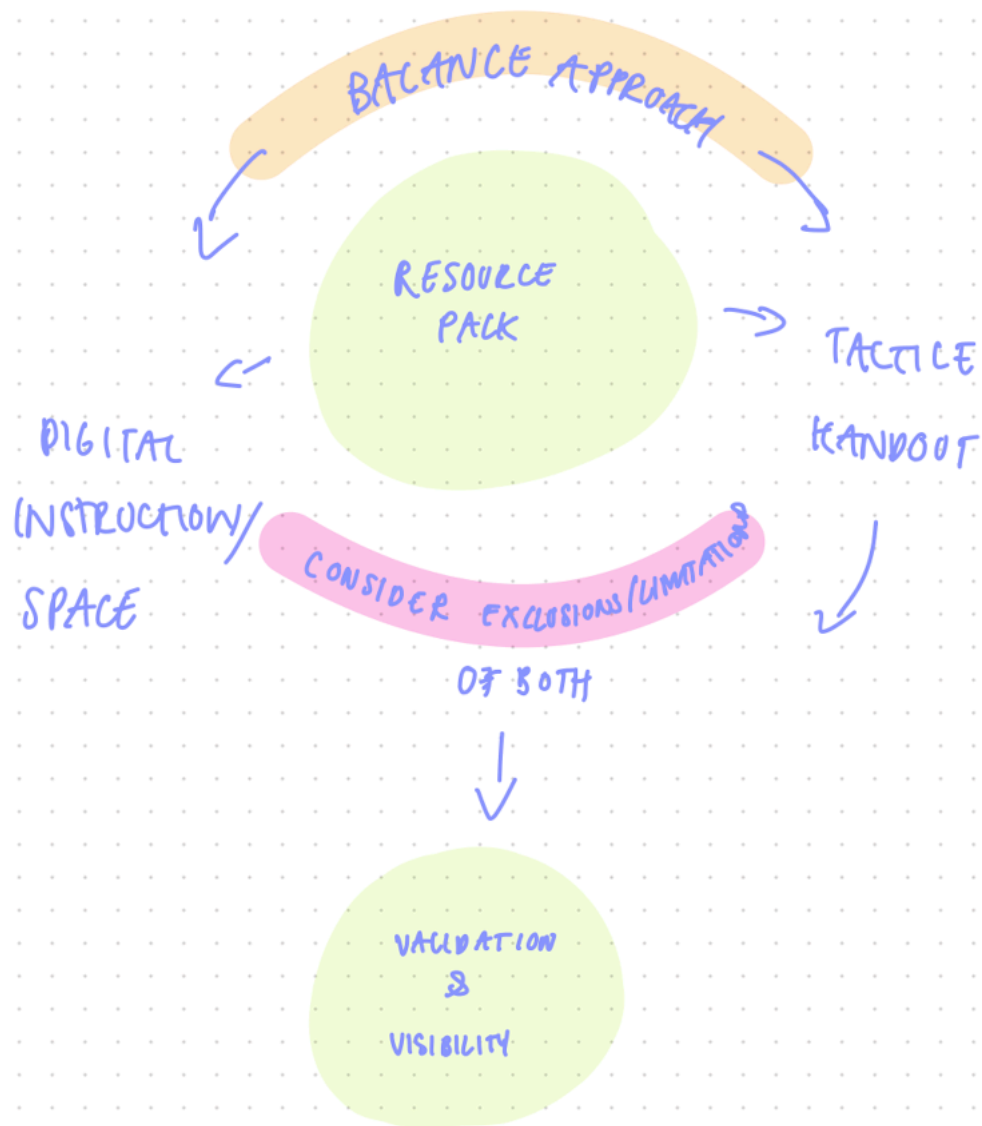 BALANCE APPROACH
RESOURCE
PACK
TACTILE
HANDOUT
DIGITAL
INSTRUCTION/
SPACE
CONSIDER EXCLUSIONS/LIMITATIONS
OF BOTH
VALIDATION
&
VISIBILITY